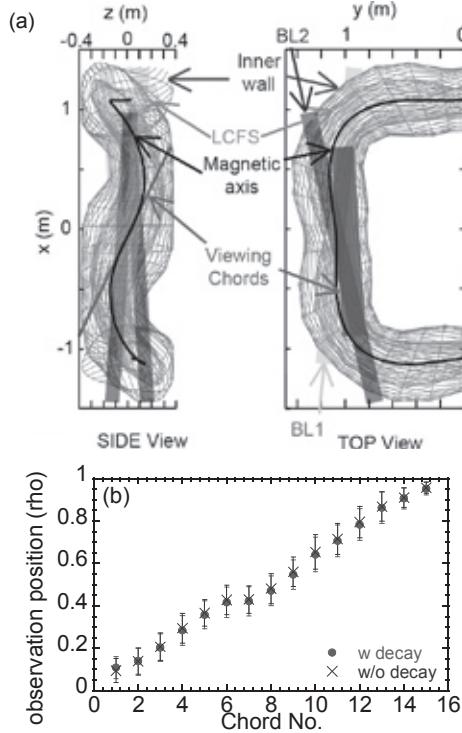 (a)
z (m)
-0.4 0 0.4
y (m)
BL2 1 0
Inner
wall
1
LCFS
Magnetic
axis
x (m)
0
Viewing
Chords
-1
SIDE View
BL1
TOP View
(b)
observation position (rho)
1
0.8
0.6
0.4
0.2
0
w decay
w/o decay
0 2 4 6 8 10 12 14 16
Chord No.